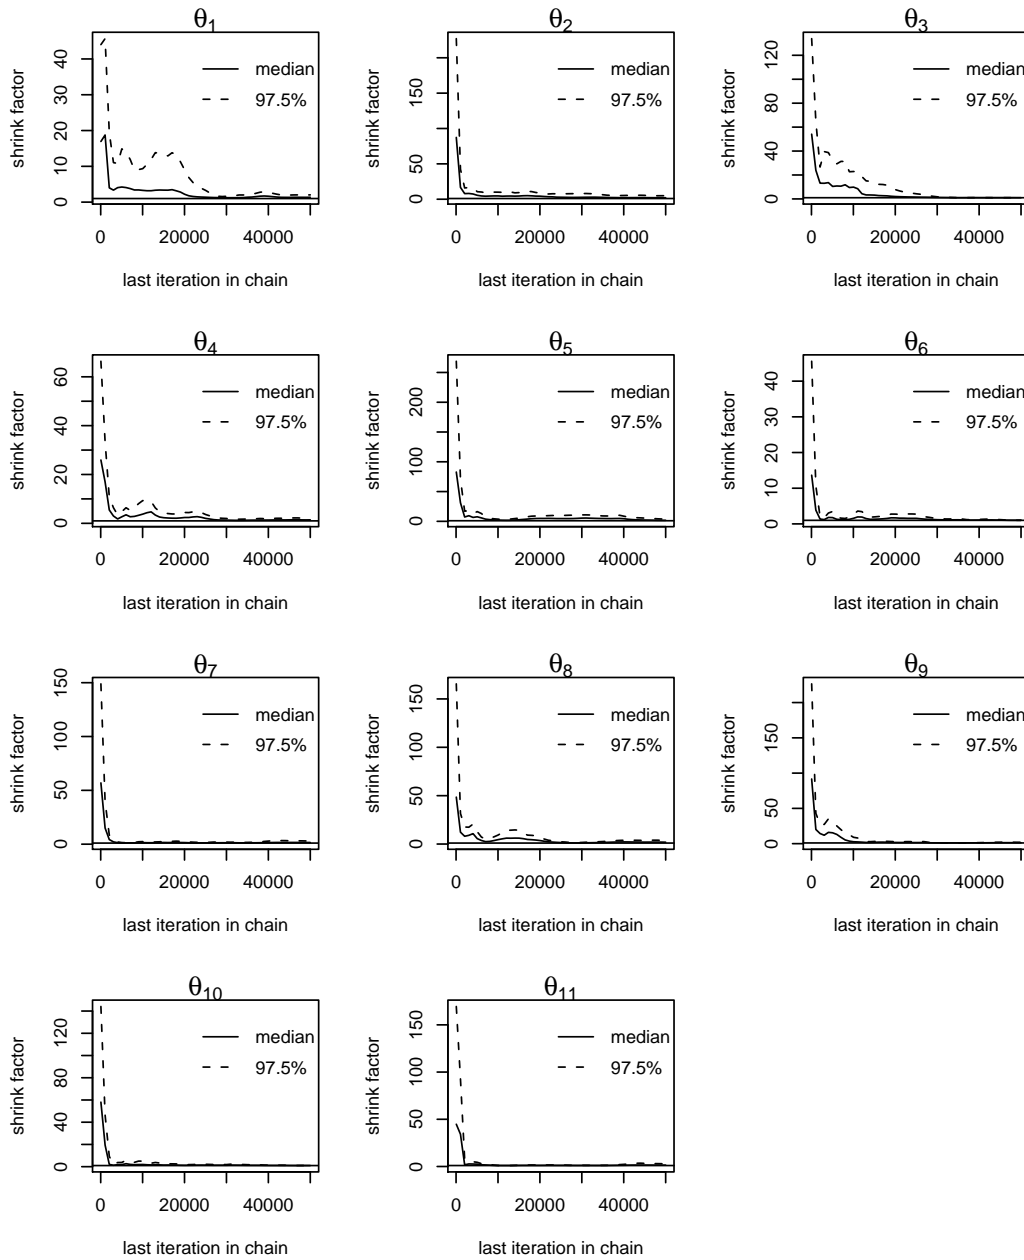 θ1
shrink factor
0 10 20 30 40
median
97.5%
0 20000 40000
last iteration in chain
θ2
shrink factor
0 50 150
median
97.5%
0 20000 40000
last iteration in chain
θ3
shrink factor
0 40 80 120
median
97.5%
0 20000 40000
last iteration in chain
θ4
shrink factor
0 20 40 60
median
97.5%
0 20000 40000
last iteration in chain
θ5
shrink factor
0 50 100 200
median
97.5%
0 20000 40000
last iteration in chain
θ6
shrink factor
0 10 20 30 40
median
97.5%
0 20000 40000
last iteration in chain
θ7
shrink factor
0 50 100 150
median
97.5%
0 20000 40000
last iteration in chain
θ8
shrink factor
0 50 100 150
median
97.5%
0 20000 40000
last iteration in chain
θ9
shrink factor
0 50 150
median
97.5%
0 20000 40000
last iteration in chain
θ10
shrink factor
0 40 80 120
median
97.5%
0 20000 40000
last iteration in chain
θ11
shrink factor
0 50 100 150
median
97.5%
0 20000 40000
last iteration in chain